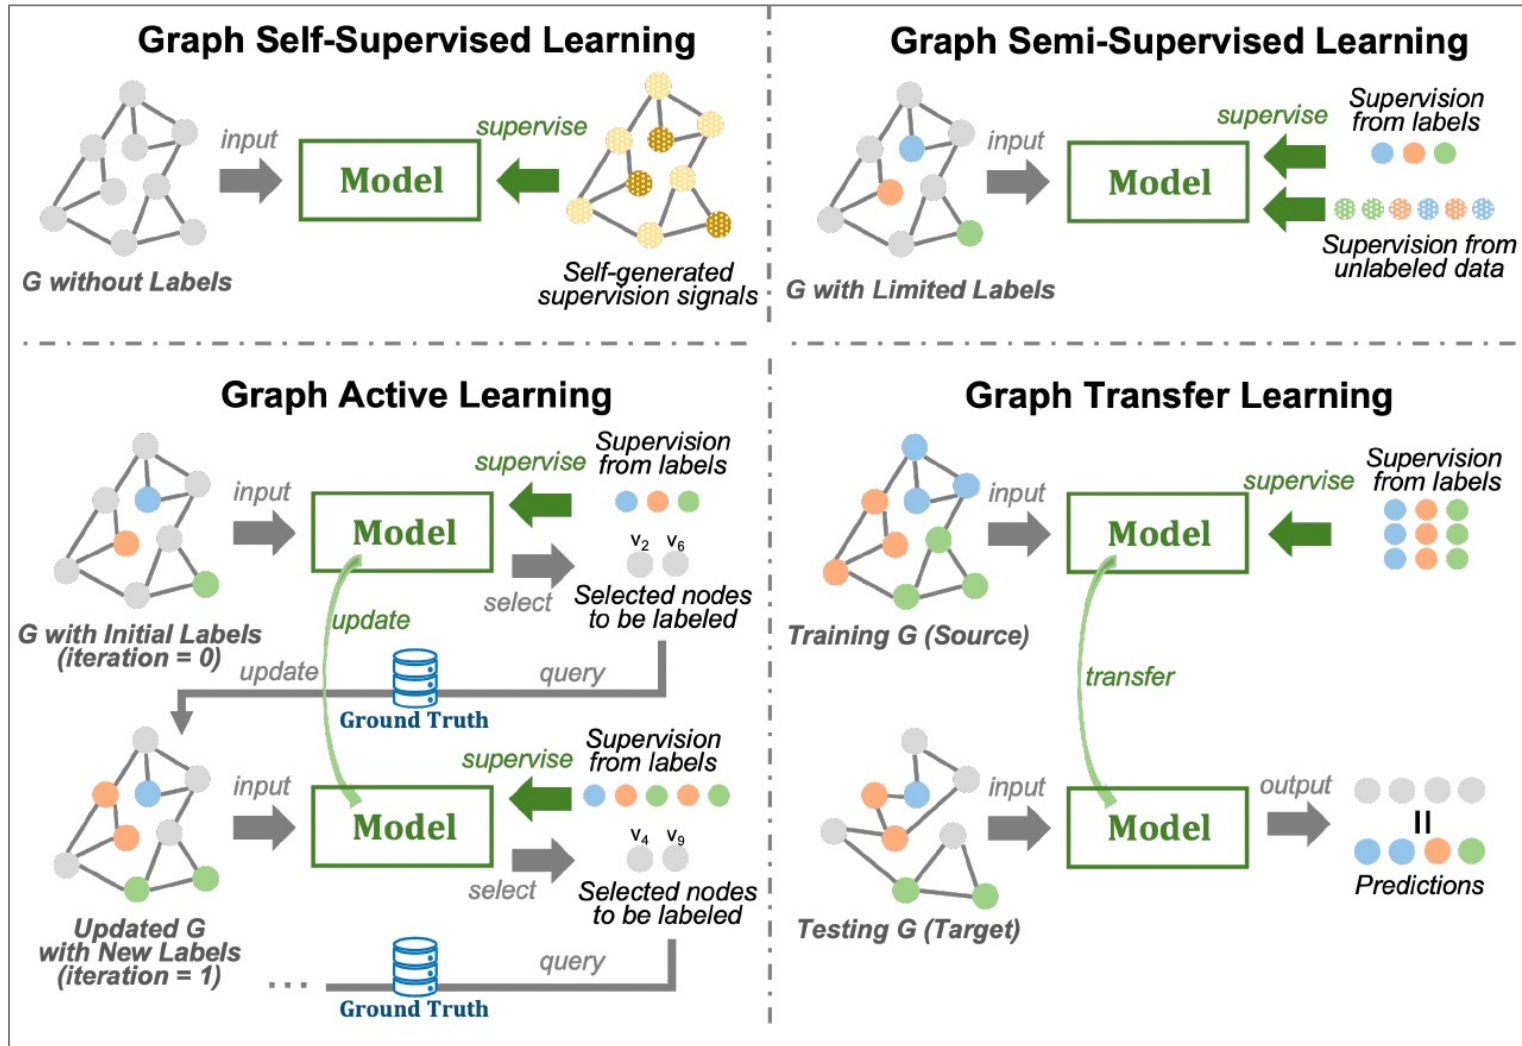 Graph Self-Supervised Learning
input
supervise
Model
G without Labels
Self-generated
supervision signals
Graph Semi-Supervised Learning
input
supervise
Model
Supervision
from labels
Supervision from
unlabeled data
G with Limited Labels
Graph Active Learning
input
supervise
Supervision
from labels
Model
v2 v6
select
Selected nodes
to be labeled
G with Initial Labels
(iteration = 0)
update
update
query
Ground Truth
input
supervise
Supervision
from labels
Model
v4 v9
select
Selected nodes
to be labeled
Updated G
with New Labels
(iteration = 1)
...
query
Ground Truth
Graph Transfer Learning
input
supervise
Supervision
from labels
Model
Training G (Source)
transfer
input
Model
output
=
Predictions
Testing G (Target)